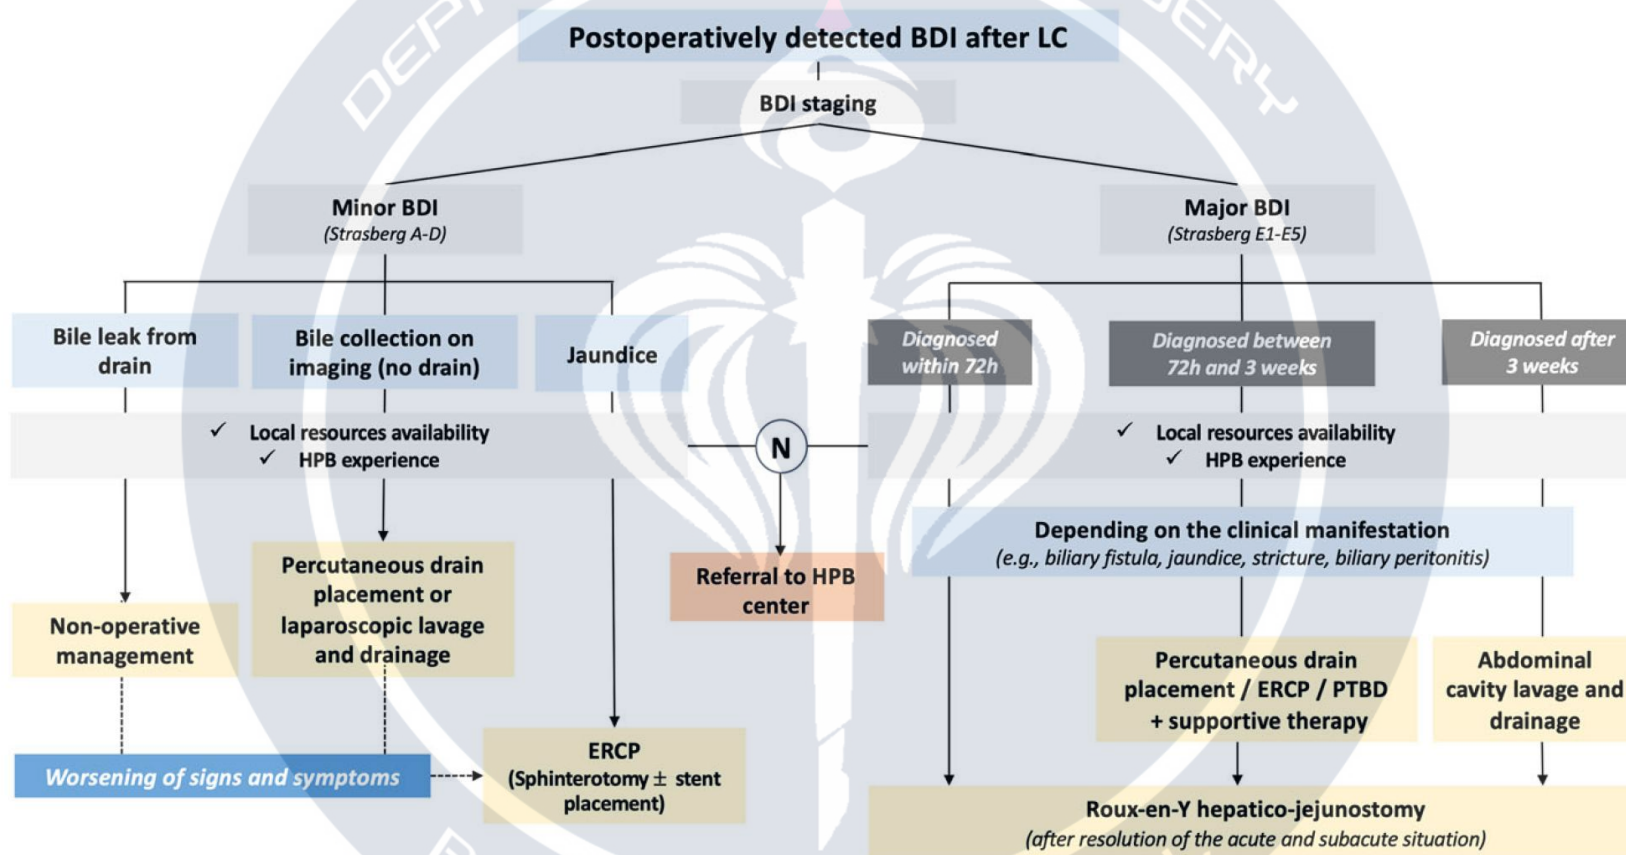 DEP
ERY
Postoperatively detected BDI after LC
BDI staging
Minor BDI
(Strasberg A-D)
Major BDI
(Strasberg E1-E5)
Bile leak from
drain
Bile collection on
imaging (no drain)
Jaundice
Diagnosed
within 72h
Diagnosed between
72h and 3 weeks
Diagnosed after
3 weeks
✓ Local resources availability
✓ HPB experience
N
✓ Local resources availability
✓ HPB experience
Referral to HPB
center
Depending on the clinical manifestation
(e.g., biliary fistula, jaundice, stricture, biliary peritonitis)
Non-operative
management
Percutaneous drain
placement or
laparoscopic lavage
and drainage
Percutaneous drain
placement / ERCP / PTBD
+ supportive therapy
Abdominal
cavity lavage and
drainage
Worsening of signs and symptoms
ERCP
(Sphinterotomy ± stent
placement)
Roux-en-Y hepatico-jejunostomy
(after resolution of the acute and subacute situation)